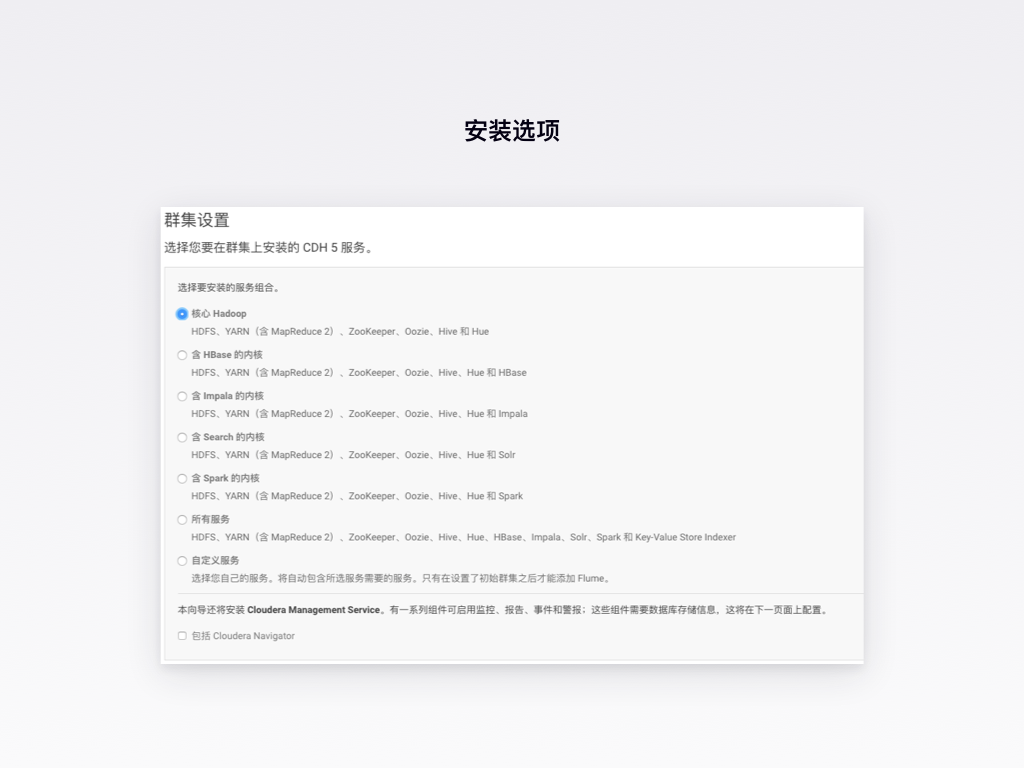 安装选项
群集设置
选择您要在群集上安装的 CDH 5 服务。
选择要安装的服务组合。
核心 Hadoop
HDFS、YARN（含 MapReduce 2）、ZooKeeper、Oozie、Hive 和 Hue
含 HBase 的内核
HDFS、YARN（含 MapReduce 2）、ZooKeeper、Oozie、Hive、Hue 和 HBase
含 Impala 的内核
HDFS、YARN（含 MapReduce 2）、ZooKeeper、Oozie、Hive、Hue 和 Impala
含 Search 的内核
HDFS、YARN（含 MapReduce 2）、ZooKeeper、Oozie、Hive、Hue 和 Solr
含 Spark 的内核
HDFS、YARN（含 MapReduce 2）、ZooKeeper、Oozie、Hive、Hue 和 Spark
所有服务
HDFS、YARN（含 MapReduce 2）、ZooKeeper、Oozie、Hive、Hue、HBase、Impala、Solr、Spark 和 Key-Value Store Indexer
自定义服务
选择您自己的服务。将自动包含所选服务需要的服务。只有在设置了初始群集之后才能添加 Flume。
本向导还将安装 Cloudera Management Service。有一系列组件可启用监控、报告、事件和警报；这些组件需要数据库存储信息，这将在下一页面上配置。
包括 Cloudera Navigator